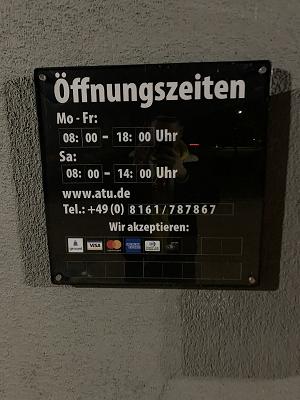 Öffnungszeiten
Mo - Fr:
08: 00 - 18: 00 Uhr
Sa:
08: 00 - 14: 00 Uhr
www.atu.de
Tel.: +49 (0) 8161/787867
Wir akzeptieren:
VISA